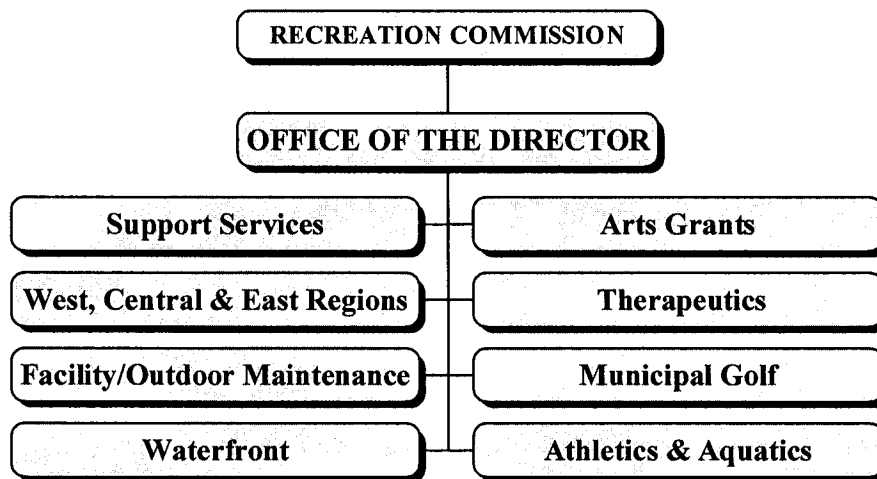 RECREATION COMMISSION
OFFICE OF THE DIRECTOR
Support Services
Arts Grants
West, Central & East Regions
Therapeutics
Facility/Outdoor Maintenance
Municipal Golf
Waterfront
Athletics & Aquatics